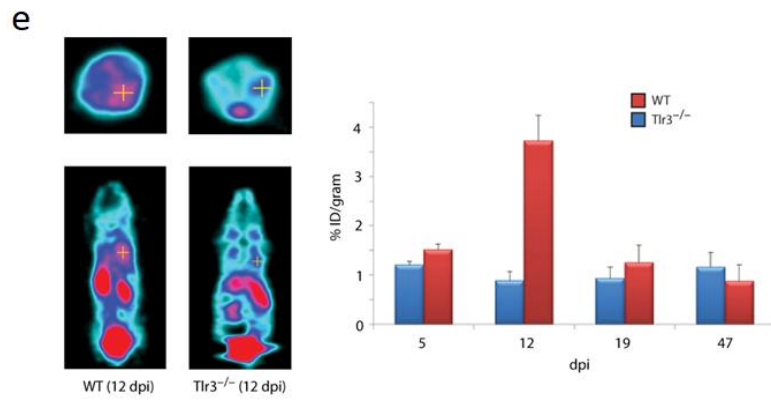 e
WT (12 dpi)
Tlr3⁻/⁻ (12 dpi)
% ID/gram
4
3
2
1
0
WT
Tlr3⁻/⁻
5
12
19
47
dpi